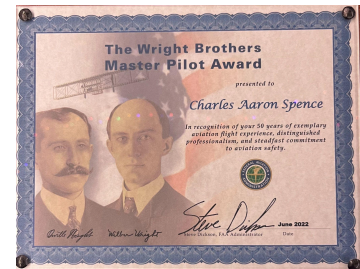 The Wright Brothers
Master Pilot Award
presented to
Charles Aaron Spence
In recognition of your 50 years of exemplary
aviation flight experience, distinguished
professionalism, and steadfast commitment
to aviation safety.
Orville Wright Wilbur Wright
Steve Dickson June 2022
Steve Dickson, FAA Administrator Date